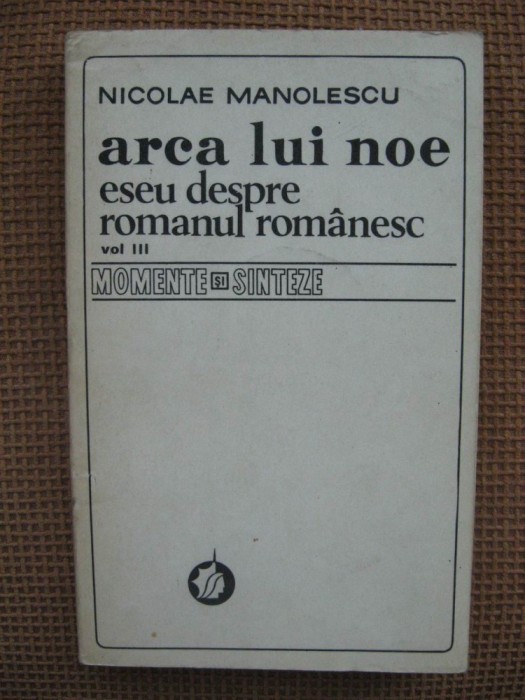 NICOLAE MANOLESCU
arca lui noe
eseu despre
romanul românesc
vol III
MOMENTE ȘI SINTEZE